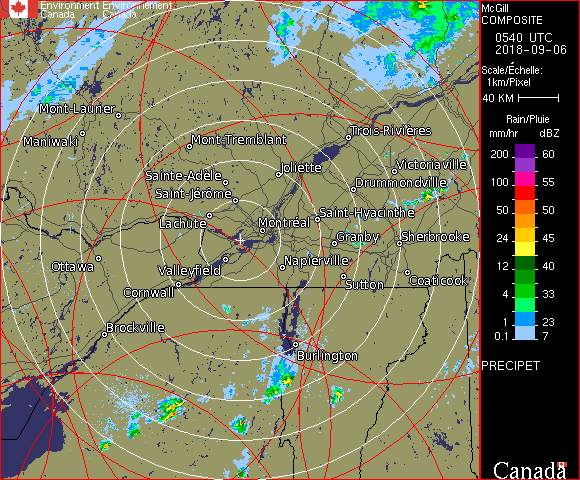 Environment Environnement
Canada Canada
Mont-Laurier
Maniwaki
Mont-Tremblant
Trois-Rivières
Sainte-Adèle
Joliette
Victoriaville
Saint-Jérôme
Drummondville
Lachute
Montréal
Saint-Hyacinthe
Granby
Sherbrooke
Ottawa
Valleyfield
Napierville
Cornwall
Sutton
Coaticook
Brockville
Burlington
McGill
COMPOSITE
0540 UTC
2018-09-06
Scale/Échelle:
1km/Pixel
40 KM
Rain/Pluie
mm/hr dBZ
200 60
100 55
50 50
24 45
12 40
4 33
1 23
0.1 7
PRECIPET
Canada